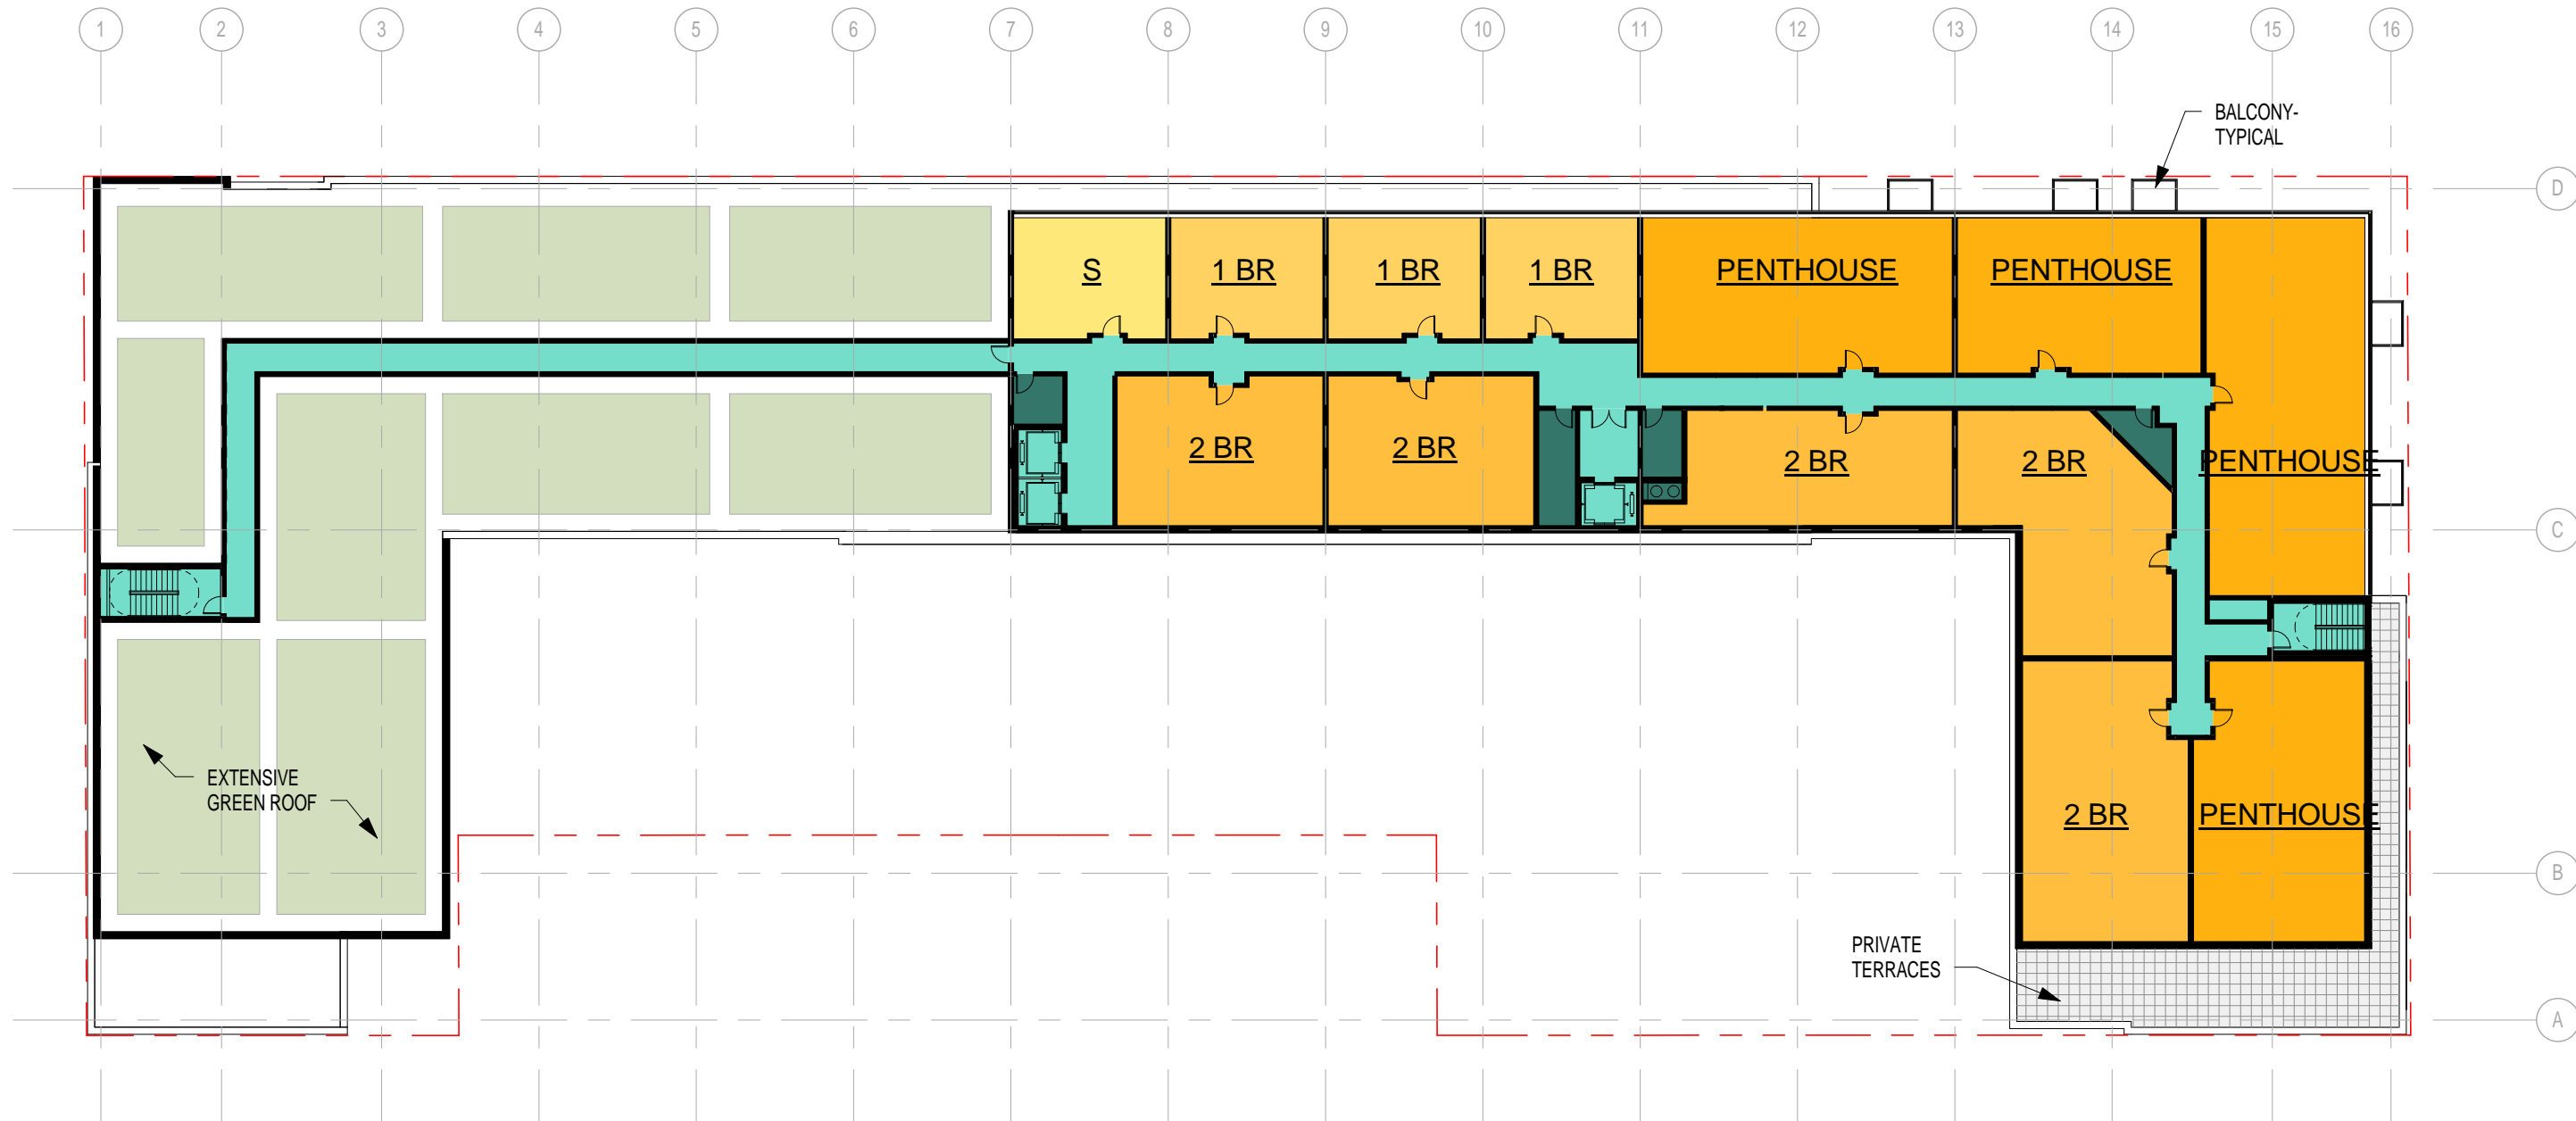 1 2 3 4 5 6 7 8 9 10 11 12 13 14 15 16
BALCONY-
TYPICAL
D
S 1 BR 1 BR 1 BR PENTHOUSE PENTHOUSE
2 BR 2 BR 2 BR 2 BR PENTHOUSE
C
EXTENSIVE
GREEN ROOF
2 BR PENTHOUSE
B
PRIVATE
TERRACES
A